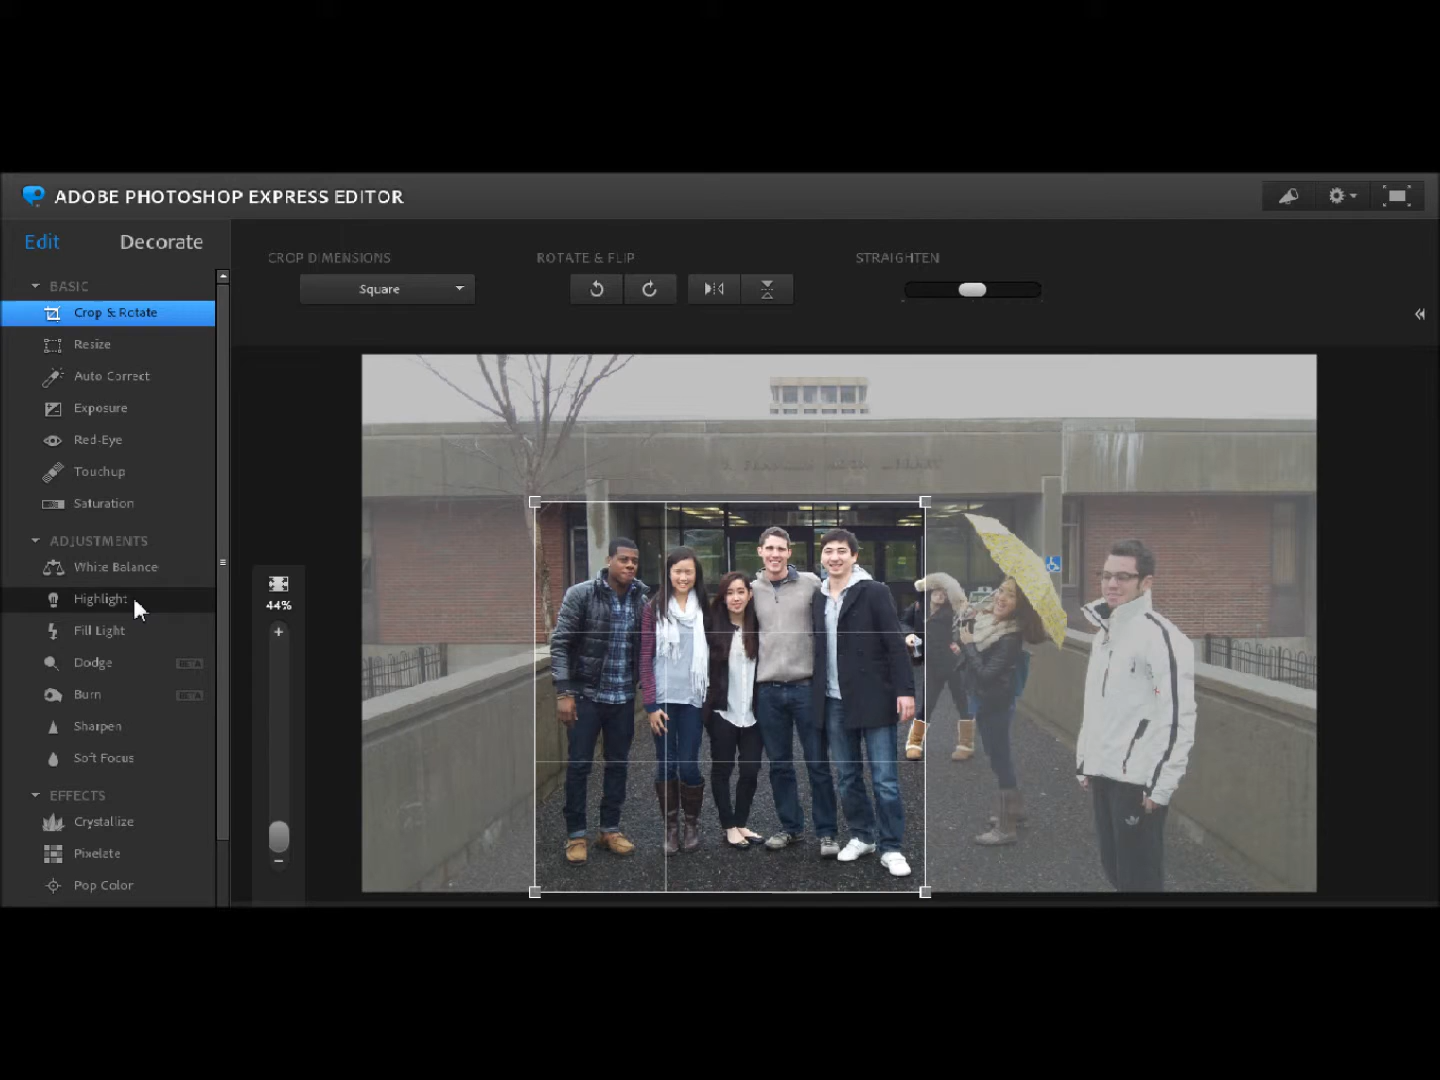 ADOBE PHOTOSHOP EXPRESS EDITOR
Edit
Decorate
BASIC
Crop & Rotate
Resize
Auto Correct
Exposure
Red-Eye
Touchup
Saturation
ADJUSTMENTS
White Balance
Highlight
Fill Light
Dodge
Burn
Sharpen
Soft Focus
EFFECTS
Crystallize
Pixelate
Pop Color
CROP DIMENSIONS
Square
ROTATE & FLIP
STRAIGHTEN
44%
+
-